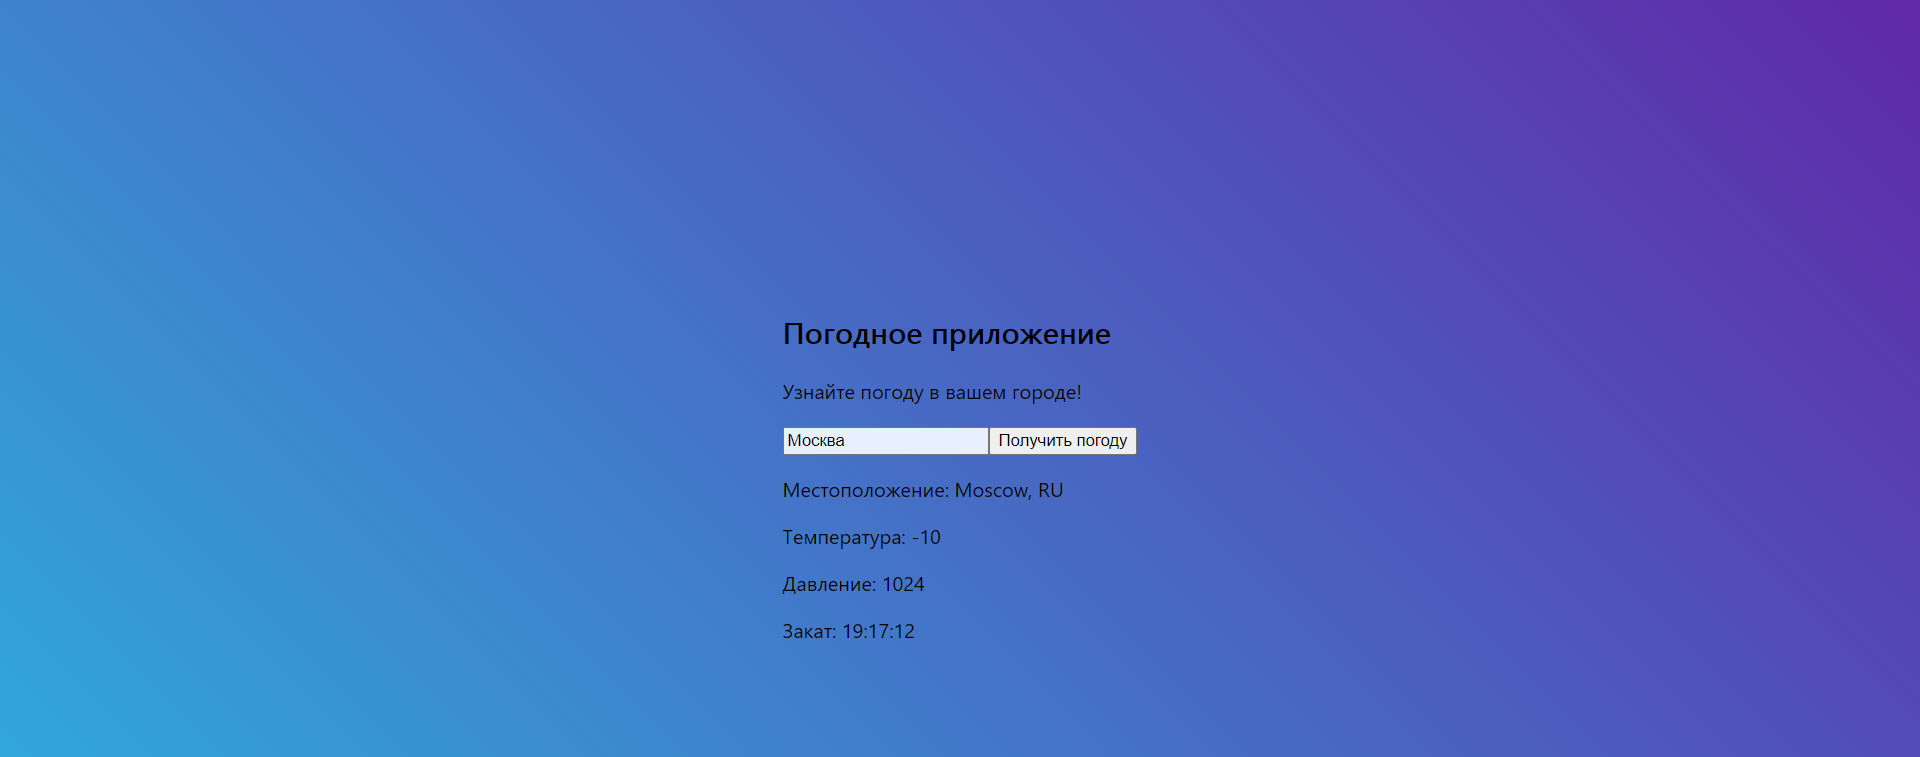 Погодное приложение
Узнайте погоду в вашем городе!
Москва Получить погоду
Местоположение: Moscow, RU
Температура: -10
Давление: 1024
Закат: 19:17:12